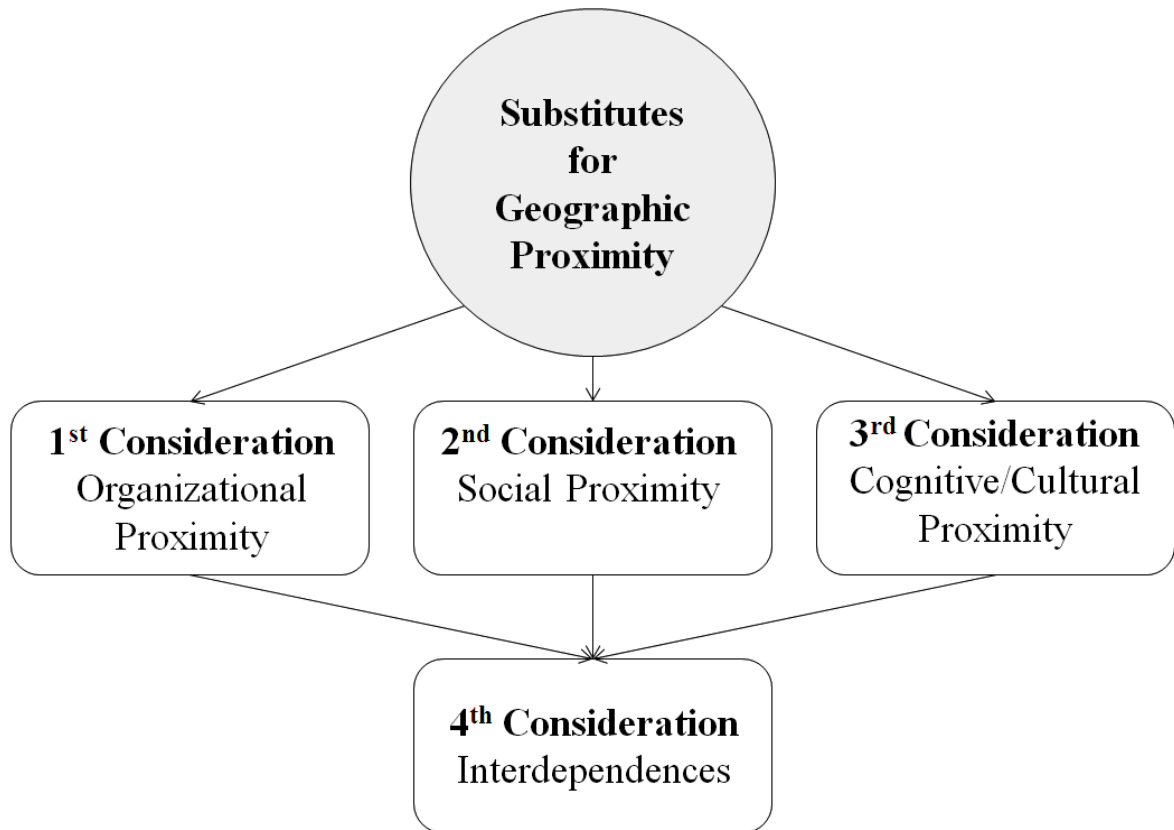 Substitutes
for
Geographic
Proximity
1st Consideration
Organizational
Proximity
2nd Consideration
Social Proximity
3rd Consideration
Cognitive/Cultural
Proximity
4th Consideration
Interdependences